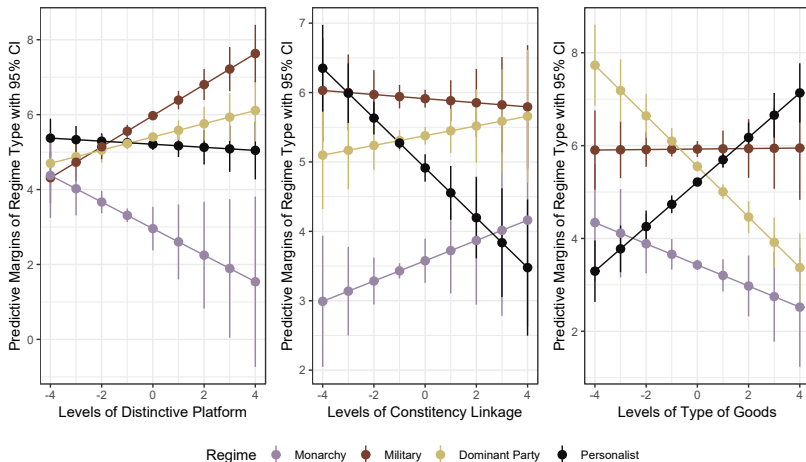 Predictive Margins of Regime Type with 95% CI
8
6
4
2
0
-4 -2 0 2 4
Levels of Distinctive Platform
Predictive Margins of Regime Type with 95% CI
7
6
5
4
3
2
-4 -2 0 2 4
Levels of Constitency Linkage
Predictive Margins of Regime Type with 95% CI
8
6
4
2
-4 -2 0 2 4
Levels of Type of Goods
Regime Monarchy Military Dominant Party Personalist